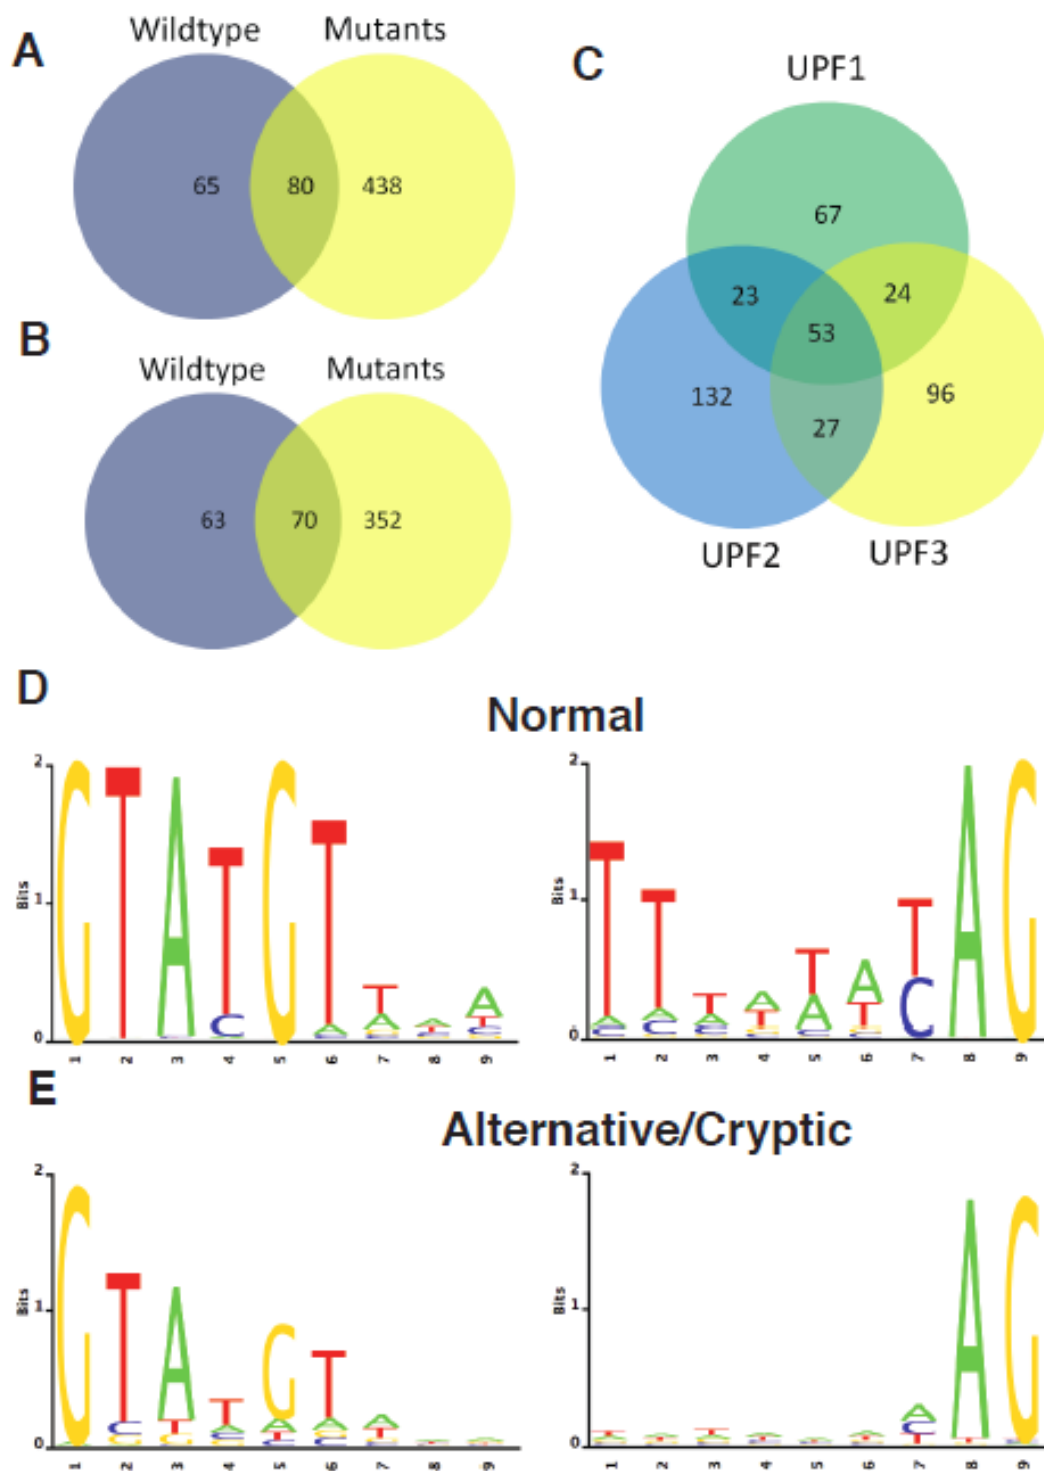 A
Wildtype
Mutants
65
80
438
B
Wildtype
Mutants
63
70
352
C
UPF1
67
23
24
53
132
96
27
UPF2
UPF3
D
Normal
2
1
0
Bits
G T A T G T T A A
1 2 3 4 5 6 7 8 9
2
1
0
Bits
T T T A T A T A G
1 2 3 4 5 6 7 8 9
E
Alternative/Cryptic
2
1
0
Bits
G T A T G T A
1 2 3 4 5 6 7 8 9
2
1
0
Bits
A A G
1 2 3 4 5 6 7 8 9